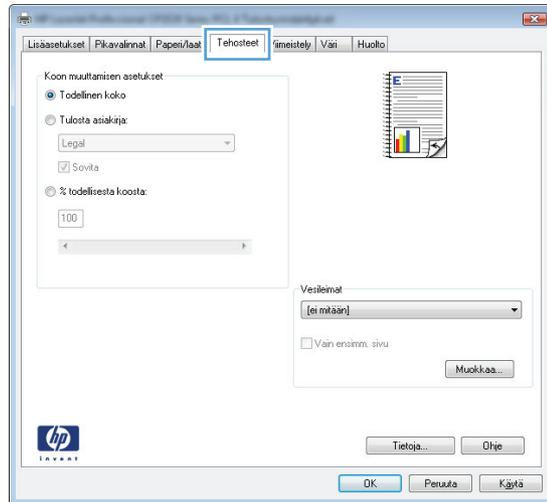 Lisäasetukset Pikavalinnat Paperi/laat Tehosteet Viimeistely Väri Huolto
Koon muuttamisen asetukset
Todellinen koko
Tulosta asiakirja:
Legal
Sovita
% todellisesta koosta:
100
E
Vesileimat
[ei mitään]
Vain ensimm. sivu
Muokkaa...
hp
invent
Tietoja... Ohje
OK Peruuta Käytä